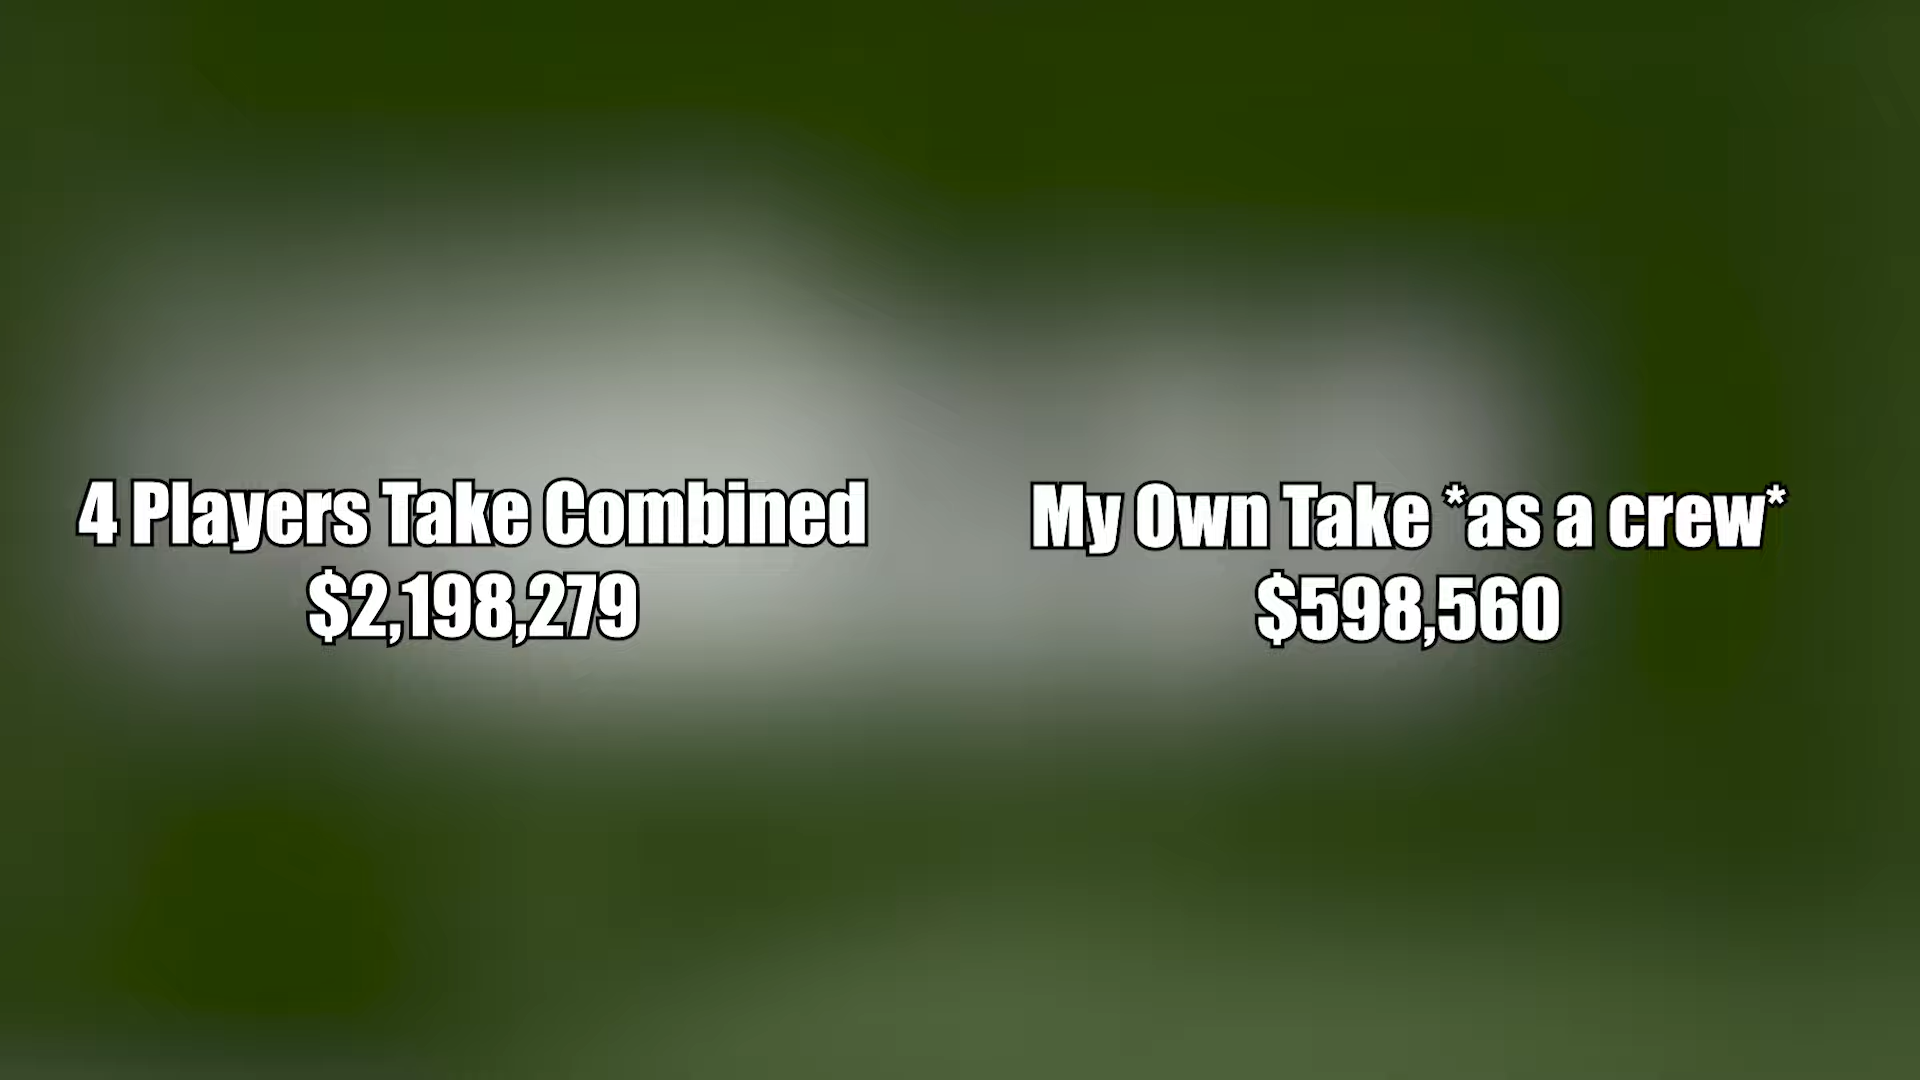 4 Players Take Combined
$2,198,279
My Own Take *as a crew*
$598,560